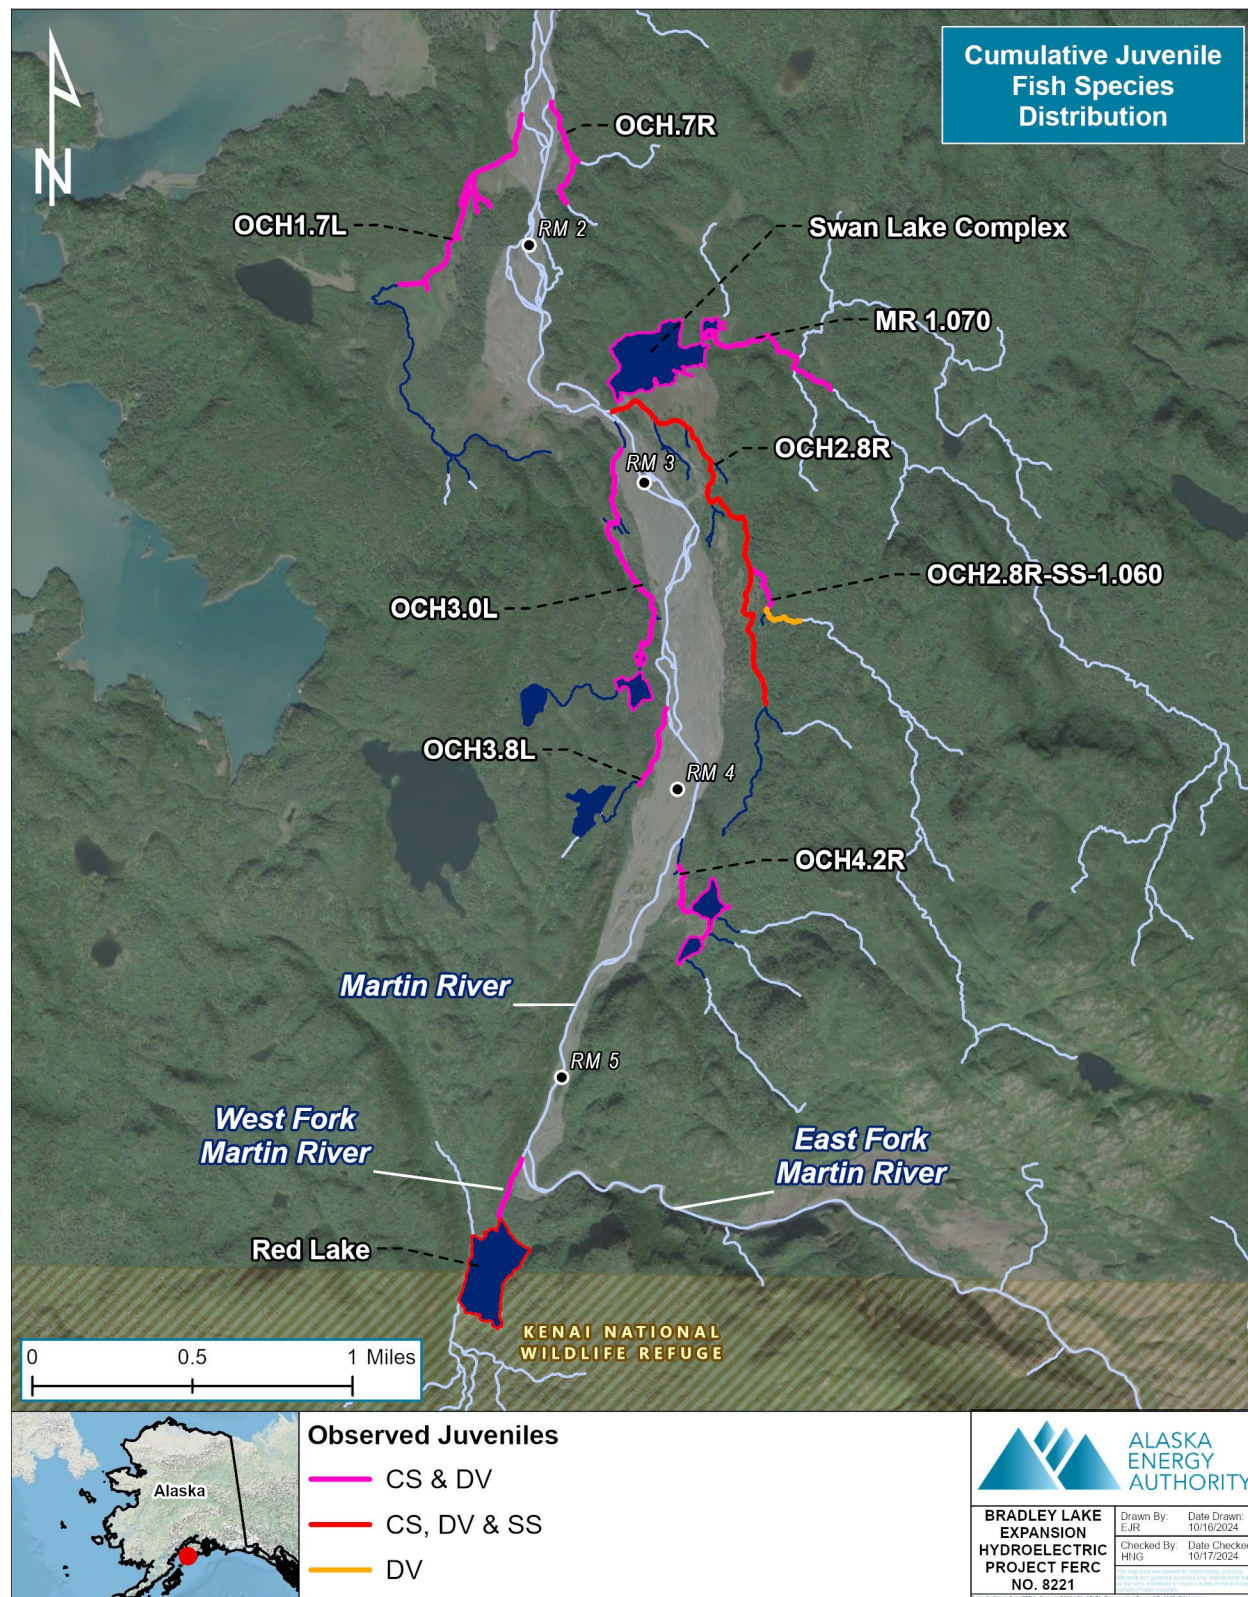 Cumulative Juvenile
Fish Species
Distribution
N
OCH.7R
OCH1.7L
RM 2
Swan Lake Complex
MR 1.070
OCH2.8R
RM 3
OCH2.8R-SS-1.060
OCH3.0L
OCH3.8L
RM 4
OCH4.2R
Martin River
RM 5
West Fork
Martin River
East Fork
Martin River
Red Lake
KENAI NATIONAL
WILDLIFE REFUGE
0 0.5 1 Miles
Alaska
Observed Juveniles
CS & DV
CS, DV & SS
DV
ALASKA
ENERGY
AUTHORITY
BRADLEY LAKE
EXPANSION
HYDROELECTRIC
PROJECT FERC
NO. 8221
Drawn By: Date Drawn:
EJR 10/16/2024
Checked By: Date Checked
HNG 10/17/2024